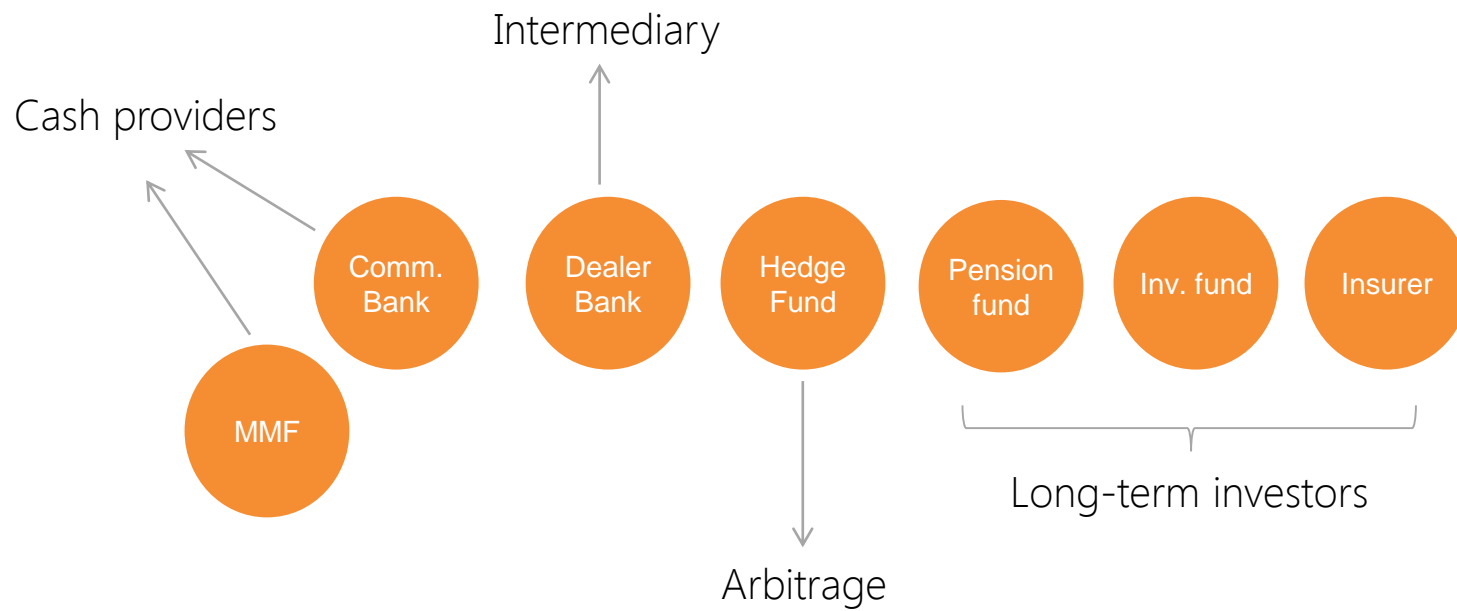 Intermediary
Cash providers
Comm.
Bank
Dealer
Bank
Hedge
Fund
Pension
fund
Inv. fund
Insurer
MMF
Long-term investors
Arbitrage